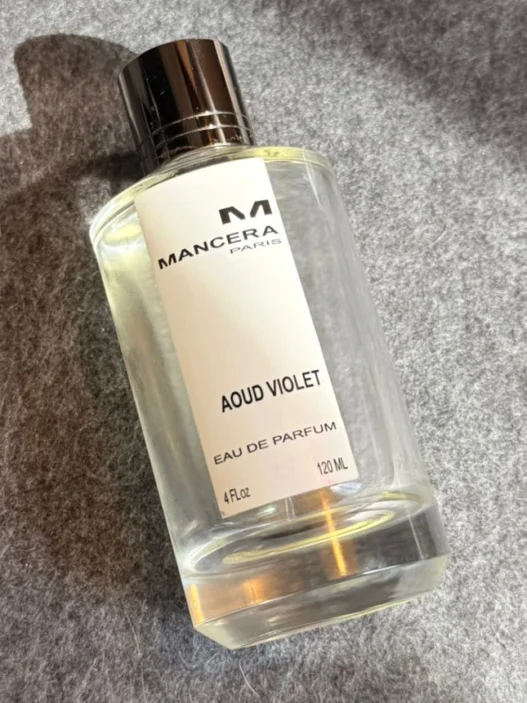 M
MANCERA
PARIS
AOUD VIOLET
EAU DE PARFUM
4 FLoz 120 ML